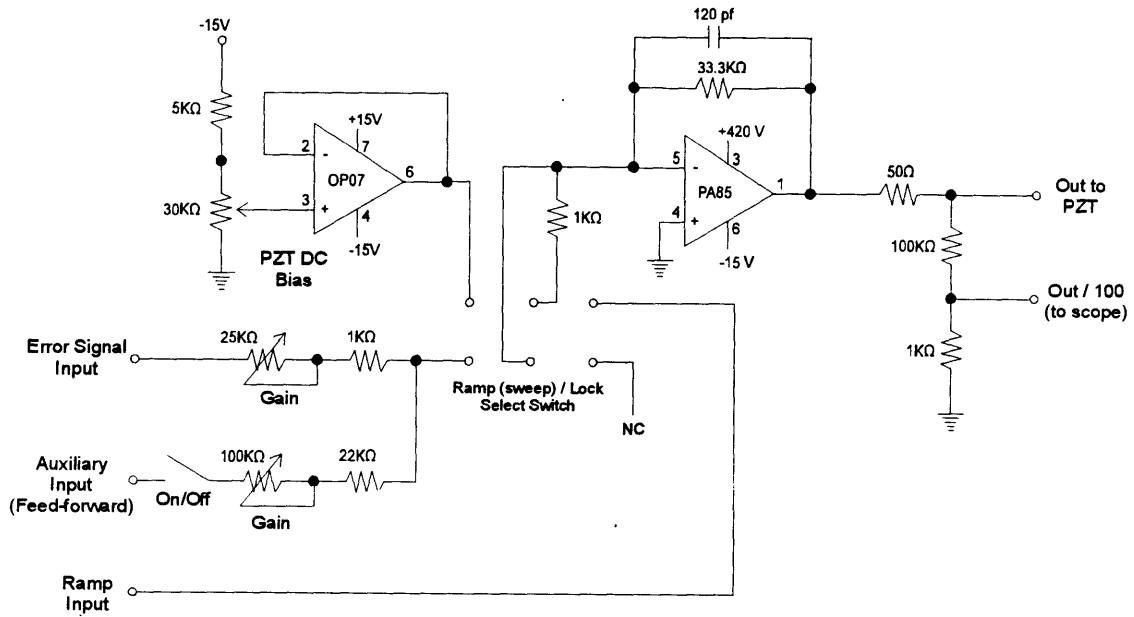 -15V
5KΩ
30KΩ
2
-
3
+
OP07
+15V
7
6
4
-15V
PZT DC
Bias
120 pf
33.3KΩ
1KΩ
5
-
4
+
PA85
+420 V
3
1
6
-15 V
50Ω
Out to
PZT
100KΩ
Out / 100
(to scope)
1KΩ
Error Signal
Input
25KΩ
Gain
1KΩ
Ramp (sweep) / Lock
Select Switch
NC
Auxiliary
Input
(Feed-forward)
On/Off
100KΩ
Gain
22KΩ
Ramp
Input